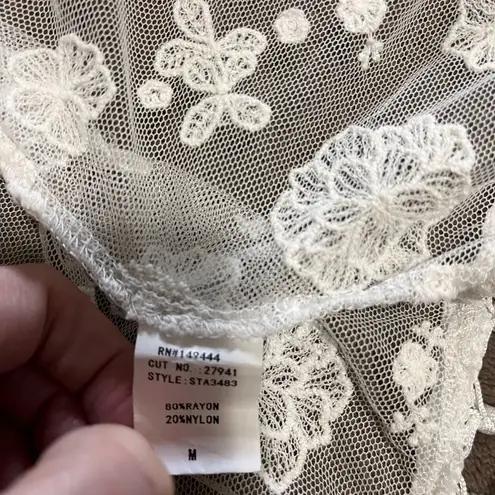 RN#149444
CUT NO. :27941
STYLE:STA3483
80%RAYON
20%NYLON
M